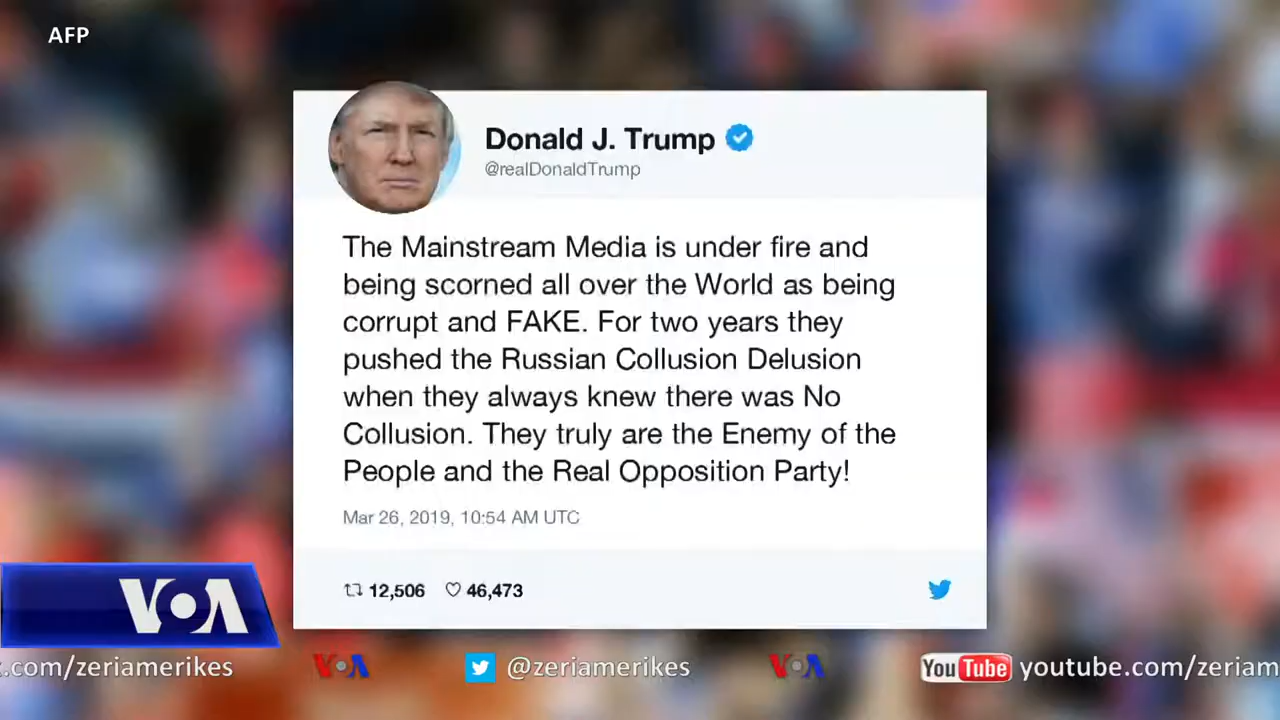 AFP
Donald J. Trump
@realDonaldTrump
The Mainstream Media is under fire and
being scorned all over the World as being
corrupt and FAKE. For two years they
pushed the Russian Collusion Delusion
when they always knew there was No
Collusion. They truly are the Enemy of the
People and the Real Opposition Party!
Mar 26, 2019, 10:54 AM UTC
12,506 46,473
VOA
.com/zeriamerikes VOA @zeriamerikes VOA YouTube youtube.com/zeriam